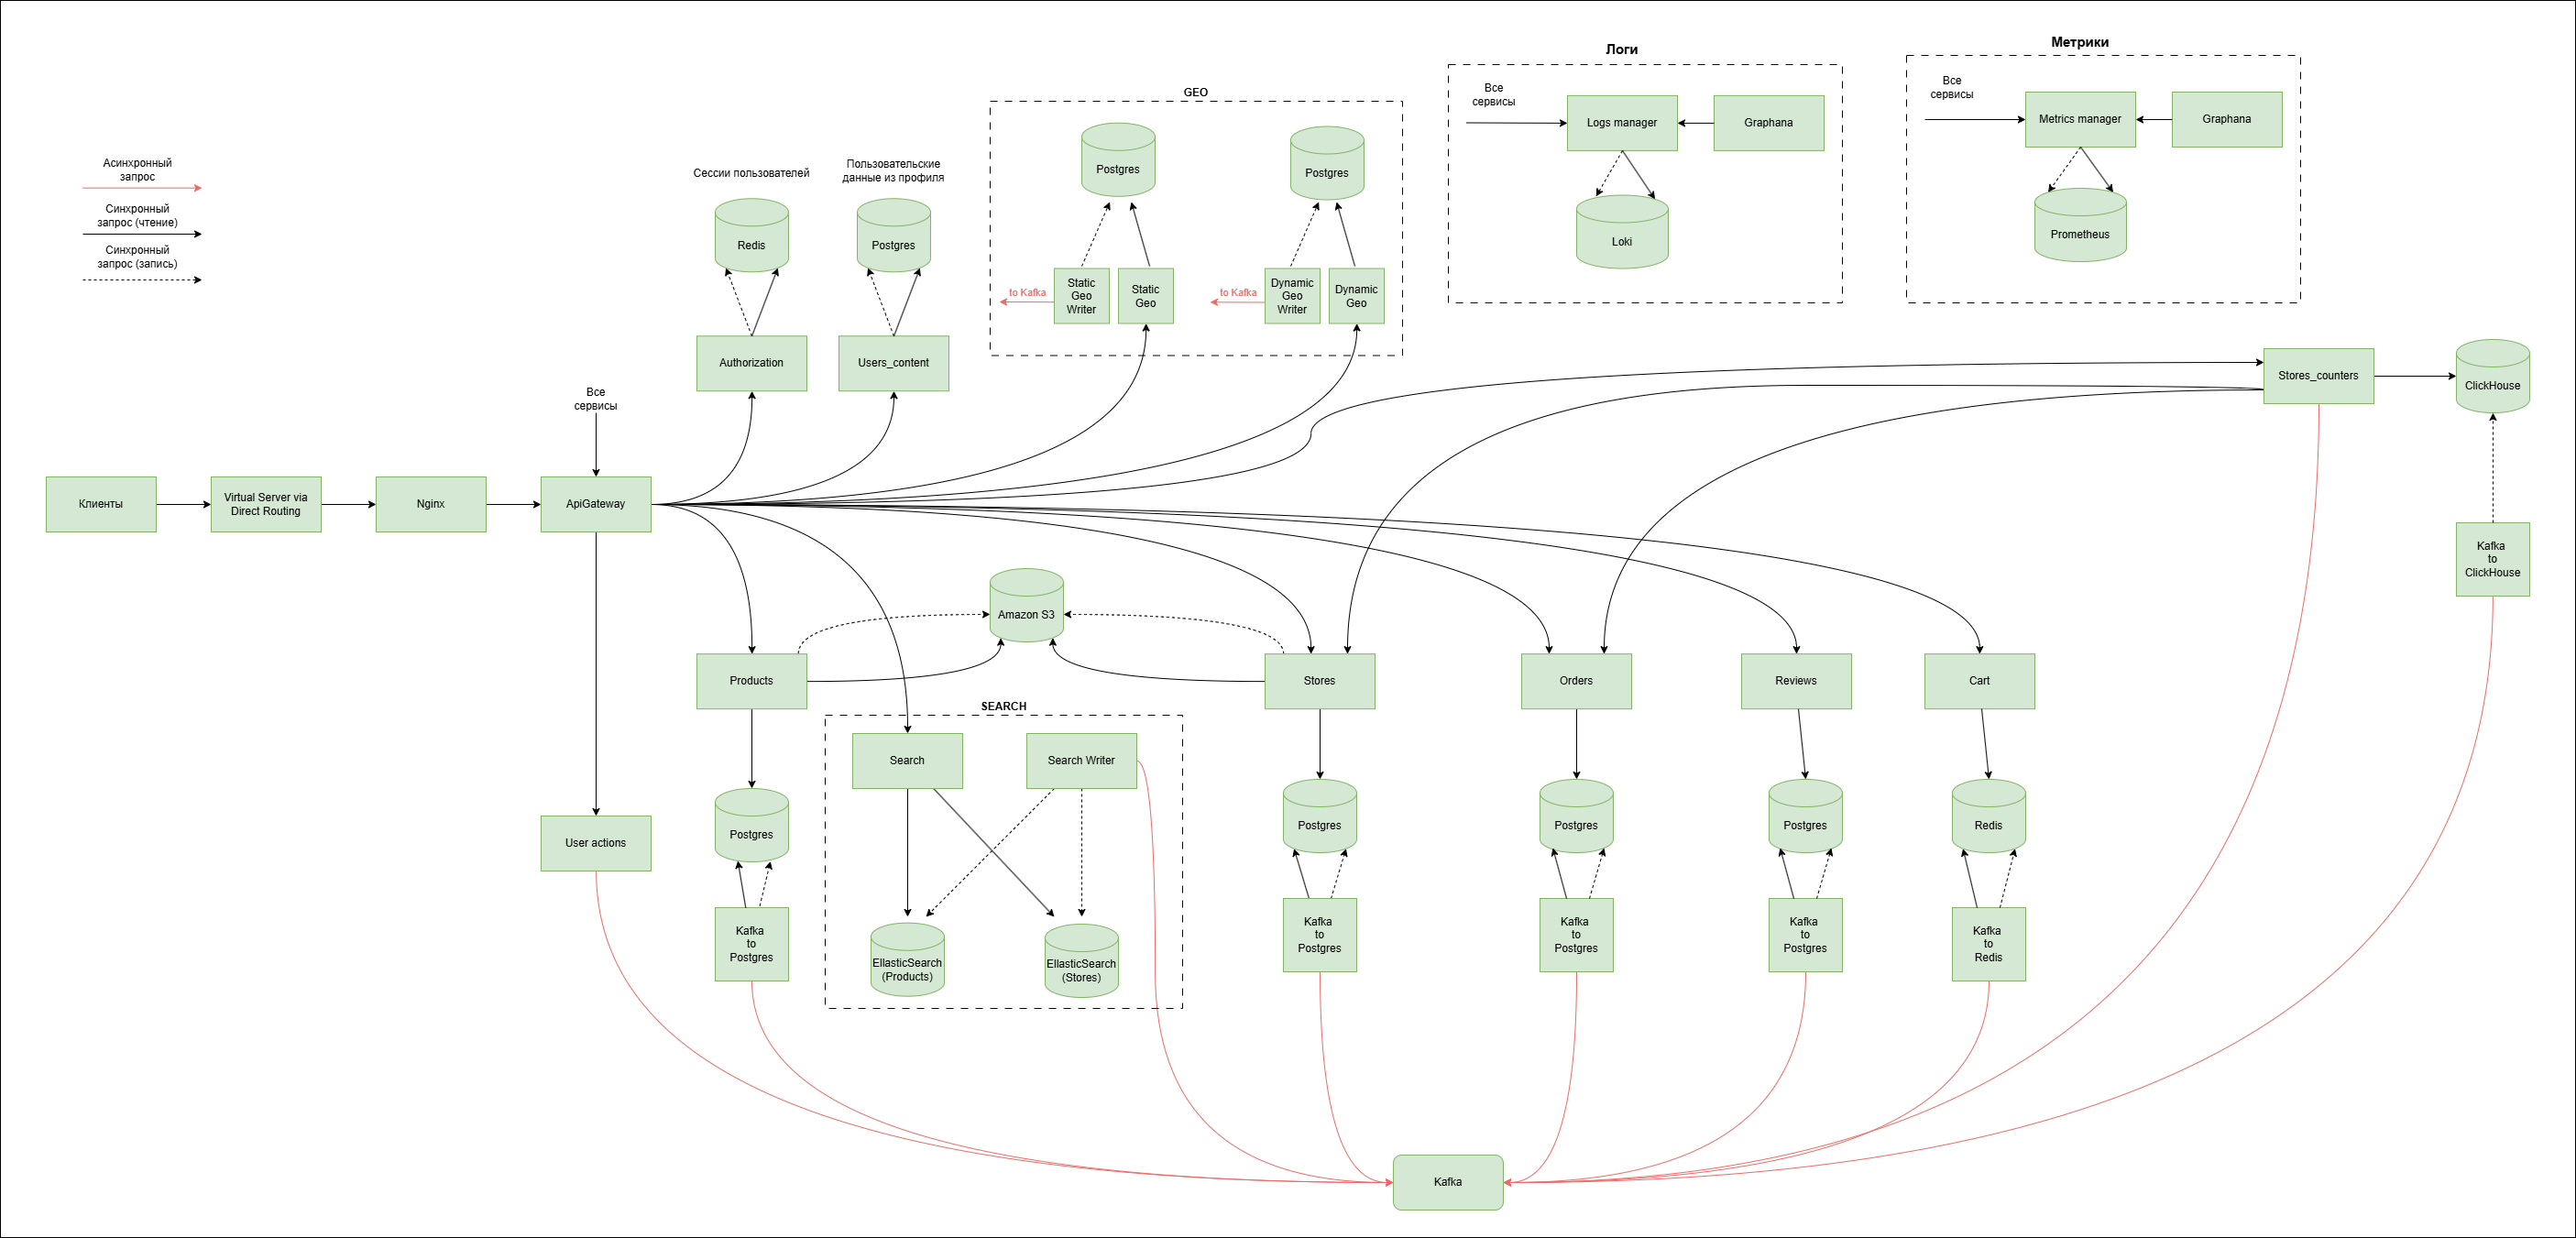 Логи
Метрики
GEO
Все
сервисы
Logs manager
Graphana
Loki
Все
сервисы
Metrics manager
Graphana
Prometheus
Асинхронный
запрос
Синхронный
запрос (чтение)
Синхронный
запрос (запись)
Сессии пользователей
Пользовательские
данные из профиля
Redis
Postgres
Postgres
Postgres
to Kafka
Static
Geo
Writer
Static
Geo
to Kafka
Dynamic
Geo
Writer
Dynamic
Geo
Authorization
Users_content
Stores_counters
ClickHouse
Все
сервисы
Клиенты
Virtual Server via
Direct Routing
Nginx
ApiGateway
Kafka
to
ClickHouse
Amazon S3
Products
Stores
Orders
Reviews
Cart
SEARCH
Search
Search Writer
User actions
Postgres
Postgres
Postgres
Postgres
Redis
Kafka
to
Postgres
EllasticSearch
(Products)
EllasticSearch
(Stores)
Kafka
to
Postgres
Kafka
to
Postgres
Kafka
to
Postgres
Kafka
to
Redis
Kafka